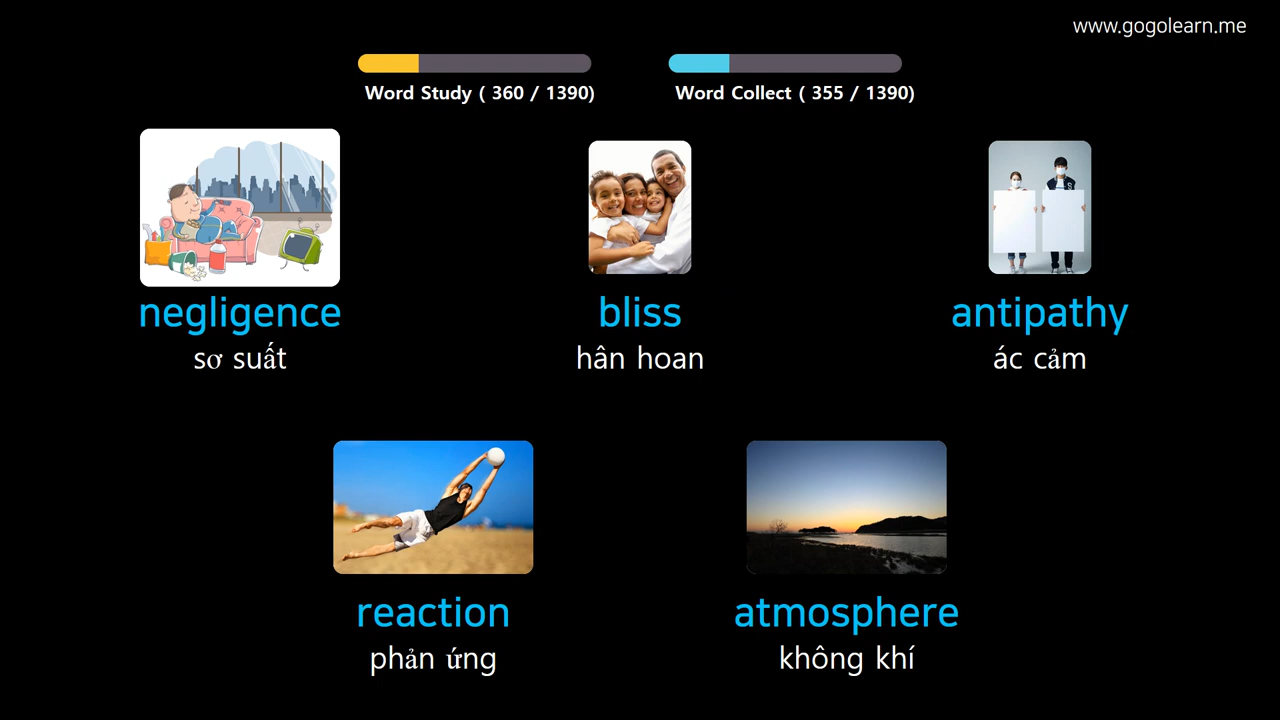 www.gogolearn.me
Word Study ( 360 / 1390)
Word Collect ( 355 / 1390)
negligence
sơ suất
bliss
hân hoan
antipathy
ác cảm
reaction
phản ứng
atmosphere
không khí